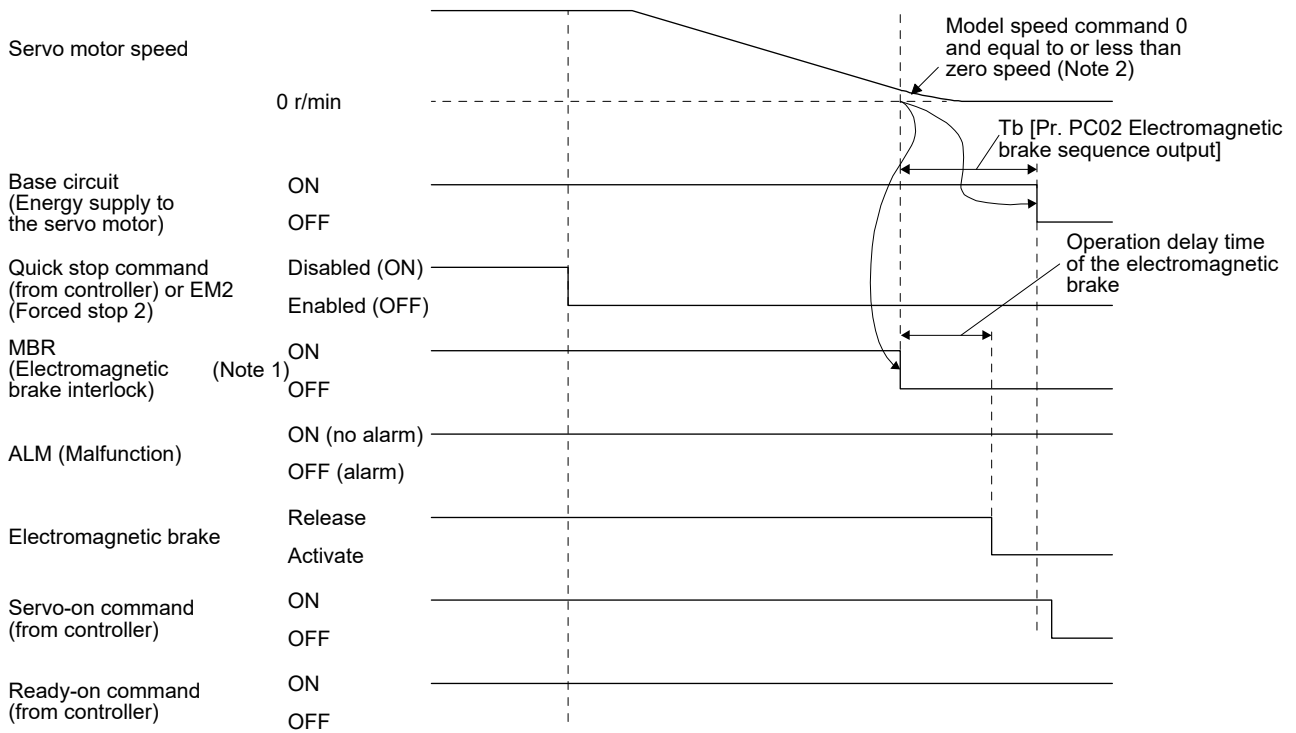 Model speed command 0
and equal to or less than
zero speed (Note 2)
Servo motor speed
0 r/min
Tb [Pr. PC02 Electromagnetic
brake sequence output]
Base circuit
(Energy supply to
the servo motor)
ON
OFF
Operation delay time
of the electromagnetic
brake
Quick stop command
(from controller) or EM2
(Forced stop 2)
Disabled (ON)
Enabled (OFF)
MBR
(Electromagnetic
brake interlock)
(Note 1)
ON
OFF
ALM (Malfunction)
ON (no alarm)
OFF (alarm)
Electromagnetic brake
Release
Activate
Servo-on command
(from controller)
ON
OFF
Ready-on command
(from controller)
ON
OFF